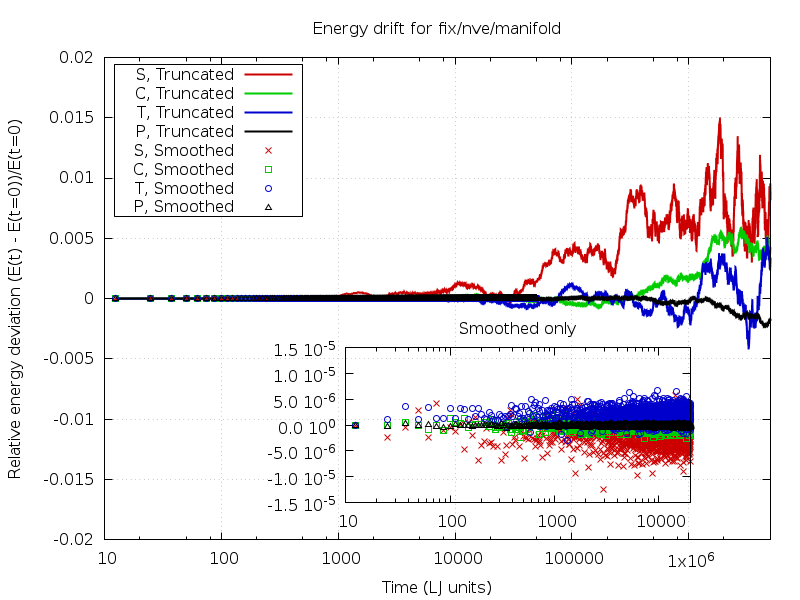 Energy drift for fix/nve/manifold
Relative energy deviation (E(t) - E(t=0))/E(t=0)
0.02
0.015
0.01
0.005
0
-0.005
-0.01
-0.015
-0.02
S, Truncated
C, Truncated
T, Truncated
P, Truncated
S, Smoothed
C, Smoothed
T, Smoothed
P, Smoothed
Smoothed only
1.5 10^-5
1.0 10^-5
5.0 10^-6
0.0 10^0
-5.0 10^-6
-1.0 10^-5
-1.5 10^-5
10 100 1000 10000
10 100 1000 10000 100000 1x10^6
Time (LJ units)